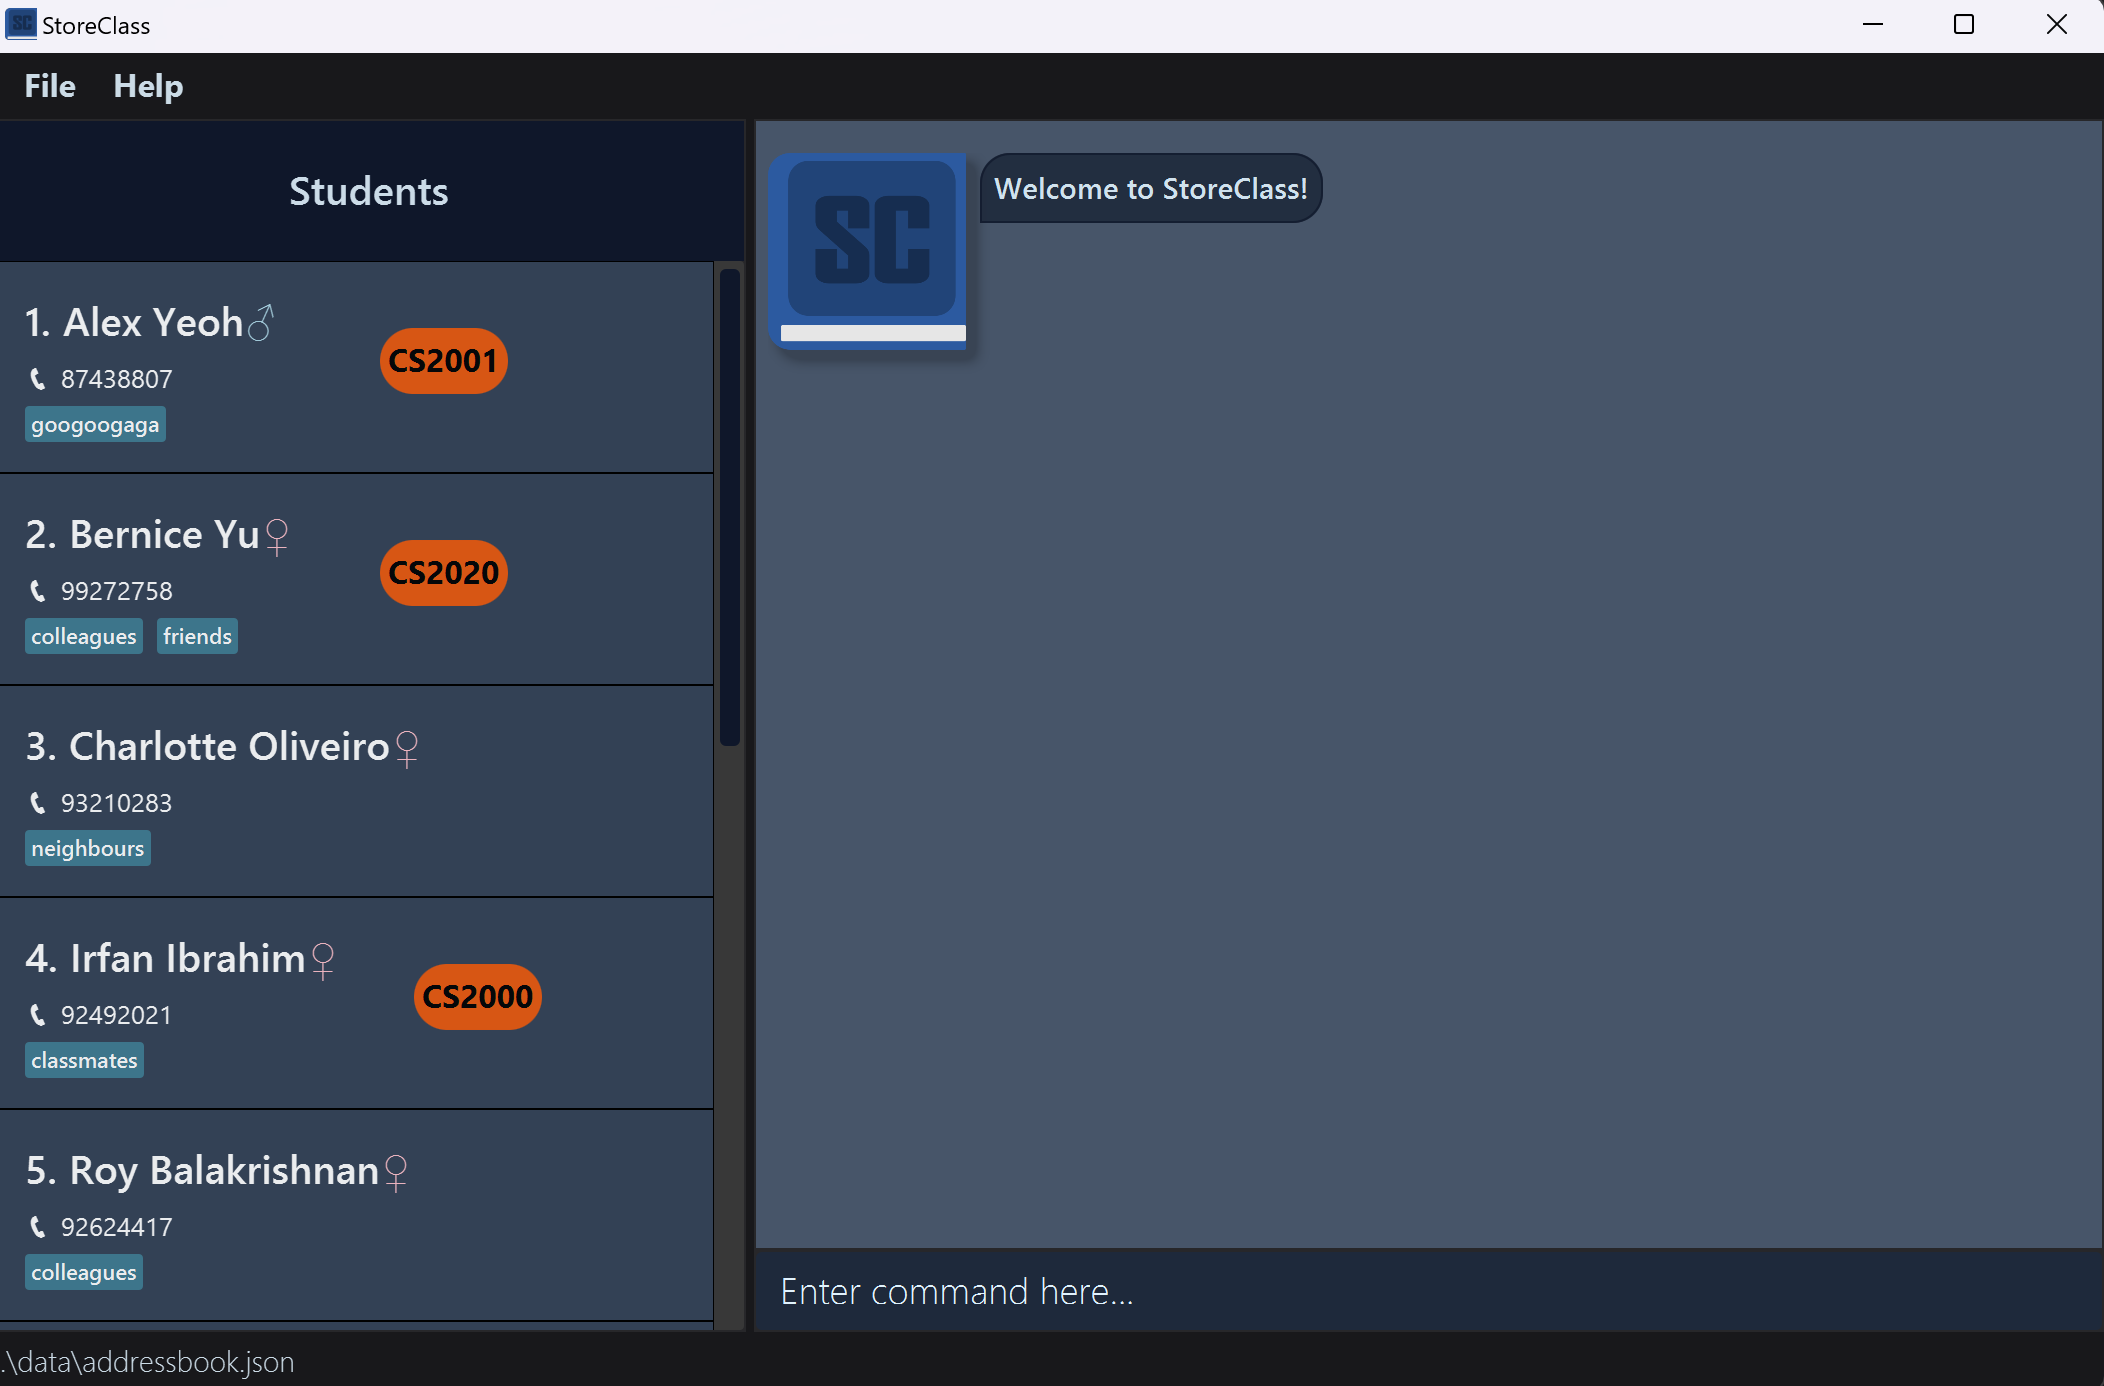 SC StoreClass
File Help
Students
1. Alex Yeoh♂
87438807
CS2001
googoogaga
2. Bernice Yu♀
99272758
CS2020
colleagues friends
3. Charlotte Oliveiro♀
93210283
neighbours
4. Irfan Ibrahim♀
92492021
CS2000
classmates
5. Roy Balakrishnan♀
92624417
colleagues
SC
Welcome to StoreClass!
Enter command here...
.\data\addressbook.json